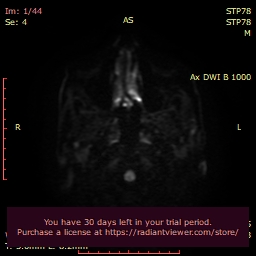 Im: 1/44
Se: 4
AS
STP78
STP78
M
Ax DWI B 1000
R
L
You have 30 days left in your trial period.
Purchase a license at https://radiantviewer.com/store/